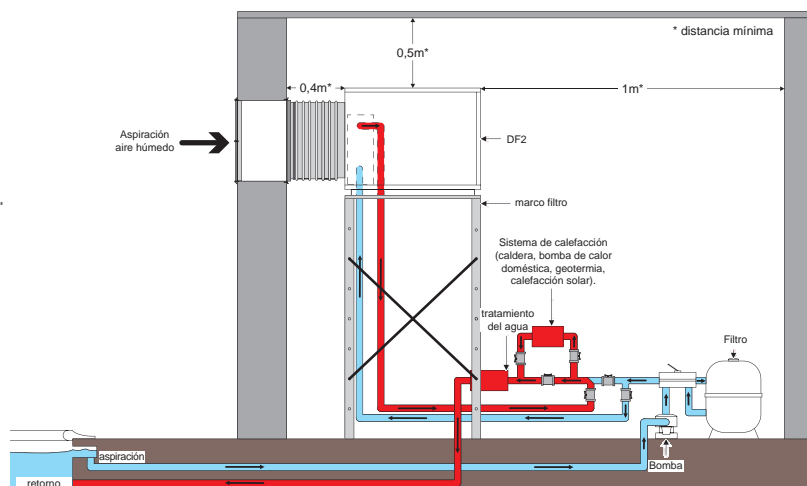 * distancia mínima
0,5m*
0,4m*
1m*
Aspiración
aire húmedo
DF2
marco filtro
Sistema de calefacción
(caldera, bomba de calor
doméstica, geotermia,
calefacción solar).
tratamiento
del agua
Filtro
aspiración
Bomba
retorno